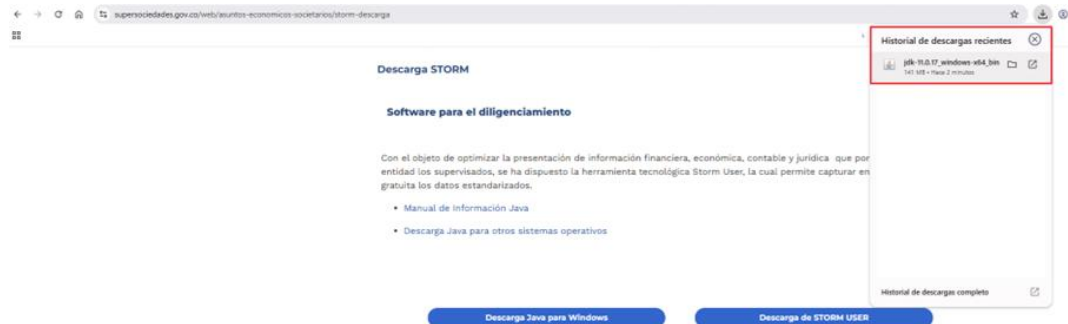 supersociedades.gov.co/web/asuntos-economicos-societarios/storm-descarga
Historial de descargas recientes
jdk-11.0.17_windows-x64_bin
141 MB • Hace 2 minutos
Descarga STORM
Software para el diligenciamiento
Con el objeto de optimizar la presentación de información financiera, económica, contable y jurídica que por
entidad los supervisados, se ha dispuesto la herramienta tecnológica Storm User, la cual permite capturar en
gratuita los datos estandarizados.
• Manual de Información Java
• Descarga Java para otros sistemas operativos
Historial de descargas completo
Descarga Java para Windows
Descarga de STORM USER